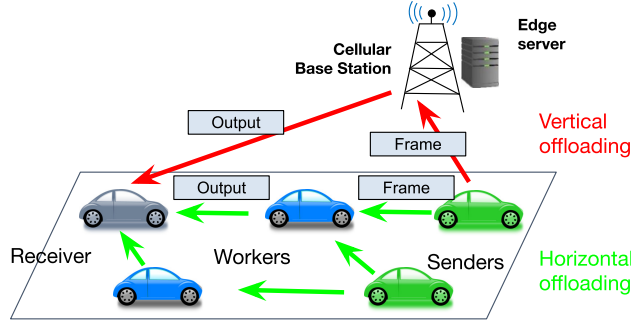 Edge
server
Cellular
Base Station
Output
Frame
Vertical
offloading
Output
Frame
Receiver
Workers
Senders
Horizontal
offloading